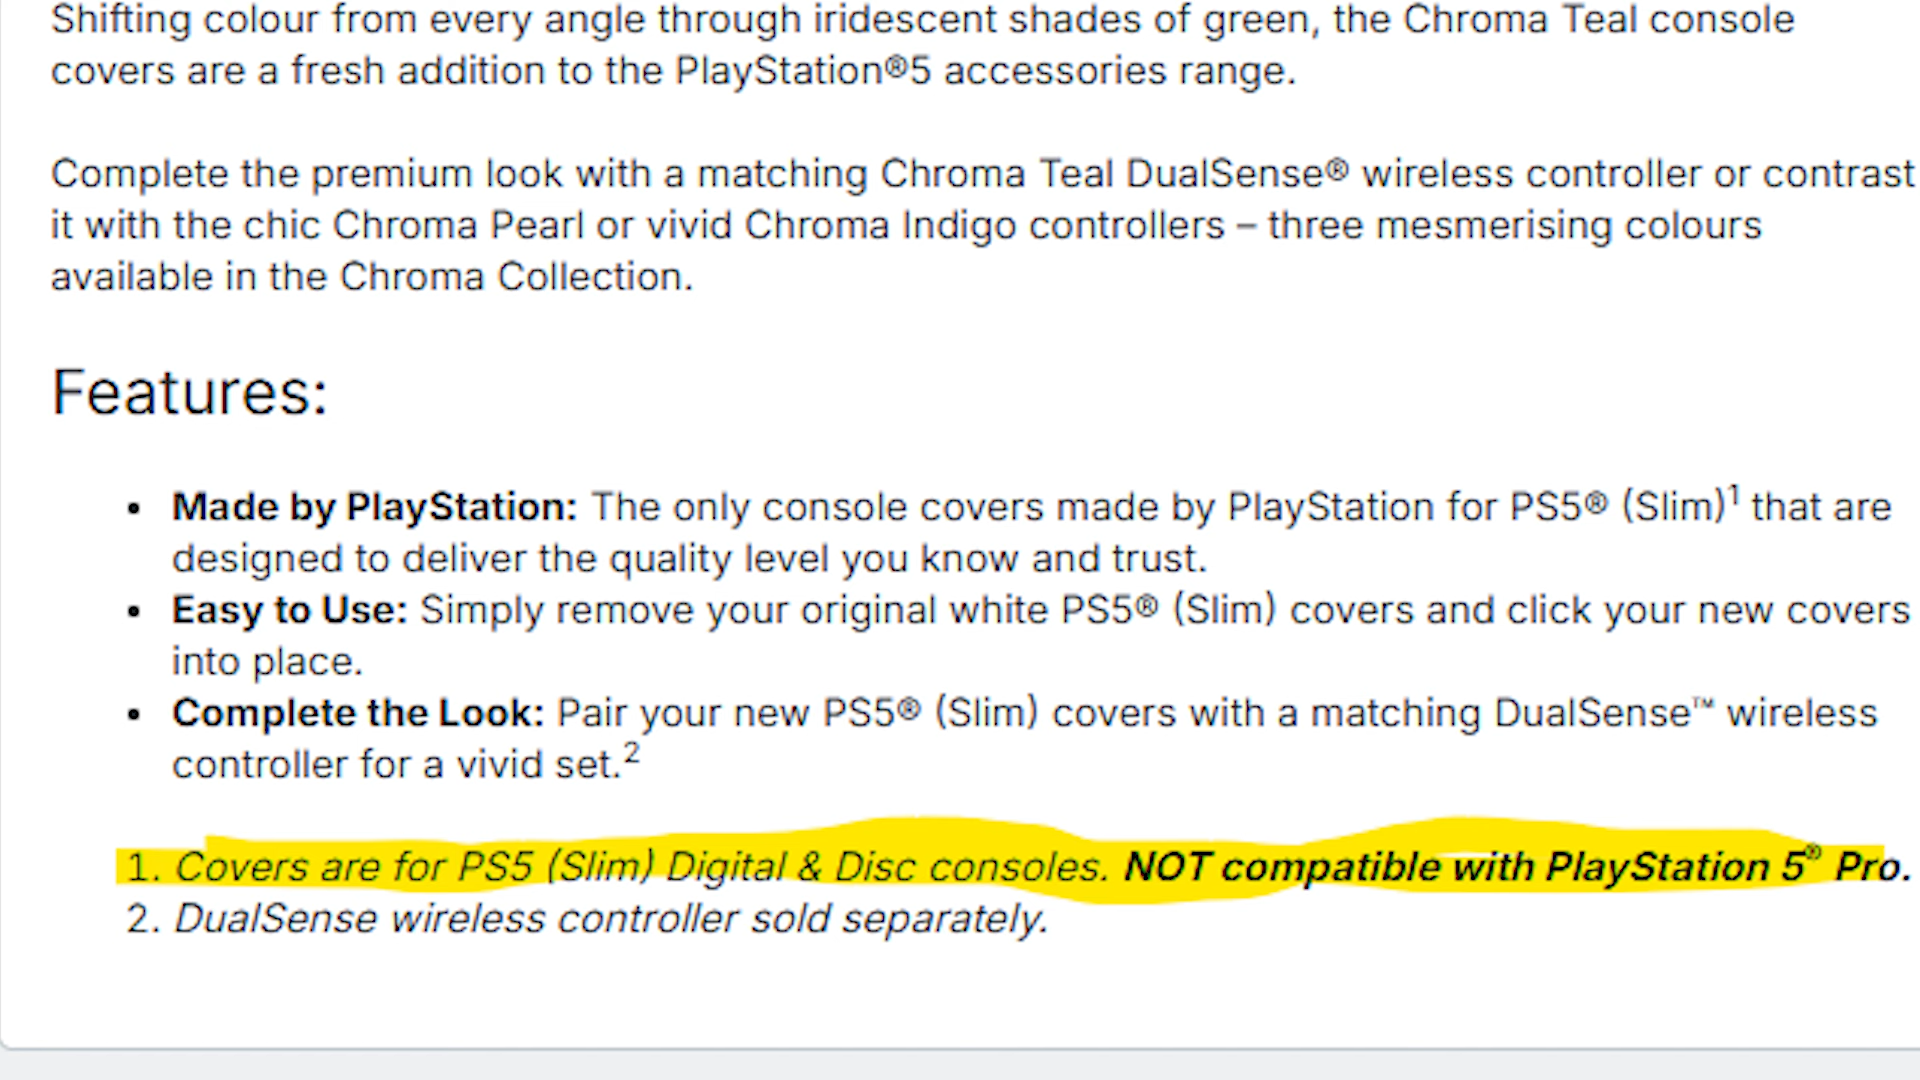 Shifting colour from every angle through iridescent shades of green, the Chroma Teal console
covers are a fresh addition to the PlayStation®5 accessories range.
Complete the premium look with a matching Chroma Teal DualSense® wireless controller or contrast
it with the chic Chroma Pearl or vivid Chroma Indigo controllers – three mesmerising colours
available in the Chroma Collection.
Features:
• Made by PlayStation: The only console covers made by PlayStation for PS5® (Slim)¹ that are
designed to deliver the quality level you know and trust.
• Easy to Use: Simply remove your original white PS5® (Slim) covers and click your new covers
into place.
• Complete the Look: Pair your new PS5® (Slim) covers with a matching DualSense™ wireless
controller for a vivid set.²
1. Covers are for PS5 (Slim) Digital & Disc consoles. NOT compatible with PlayStation 5® Pro.
2. DualSense wireless controller sold separately.